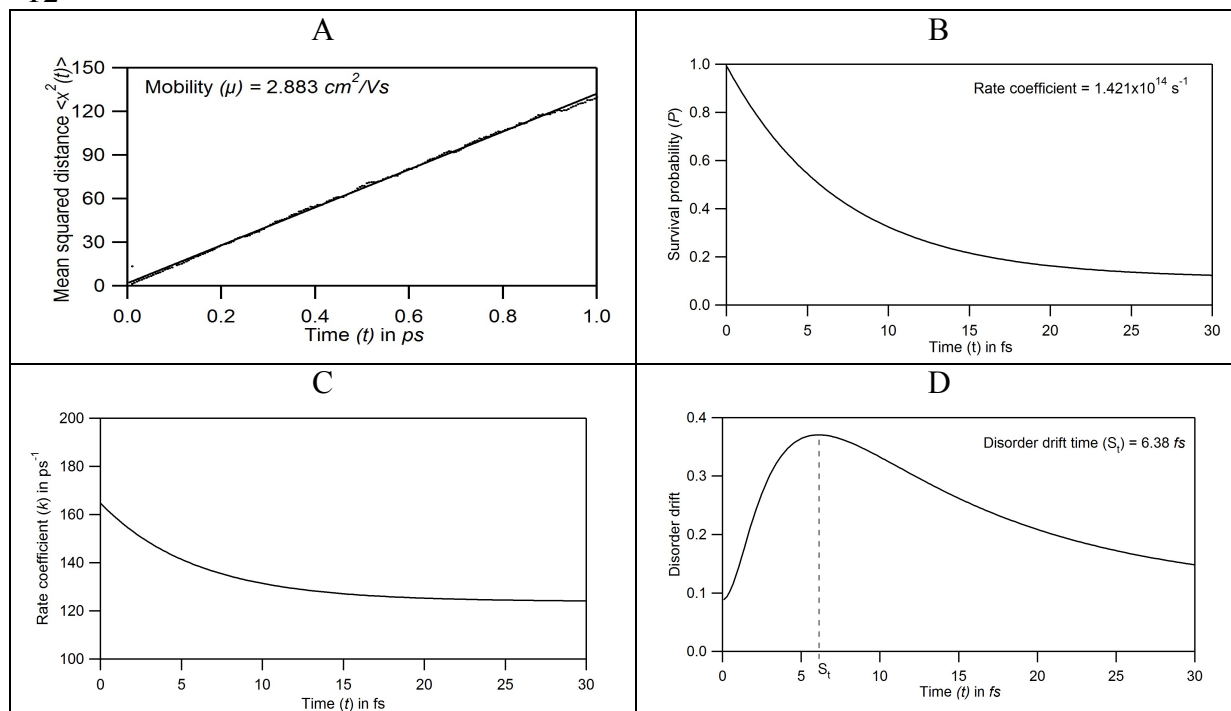 12
A
Mean squared distance <x²(t)>
150
120
90
60
30
0
Mobility (μ) = 2.883 cm²/Vs
0.0 0.2 0.4 0.6 0.8 1.0
Time (t) in ps
B
Survival probability (P)
1.0
0.8
0.6
0.4
0.2
0.0
Rate coefficient = 1.421x10¹⁴ s⁻¹
0 5 10 15 20 25 30
Time (t) in fs
C
Rate coefficient (k) in ps⁻¹
200
180
160
140
120
100
0 5 10 15 20 25 30
Time (t) in fs
D
Disorder drift
0.4
0.3
0.2
0.1
0.0
Disorder drift time (Sₜ) = 6.38 fs
0 5 Sₜ 10 15 20 25 30
Time (t) in fs